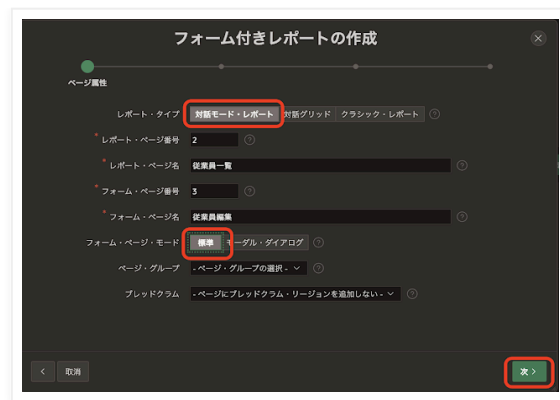 フォーム付きレポートの作成
ページ属性
レポート・タイプ 対話モード・レポート 対話グリッド クラシック・レポート
* レポート・ページ番号 2
* レポート・ページ名 従業員一覧
* フォーム・ページ番号 3
* フォーム・ページ名 従業員編集
フォーム・ページ・モード 標準 モーダル・ダイアログ
ページ・グループ - ページ・グループの選択 -
ブレッドクラム - ページにブレッドクラム・リージョンを追加しない -
取消 次